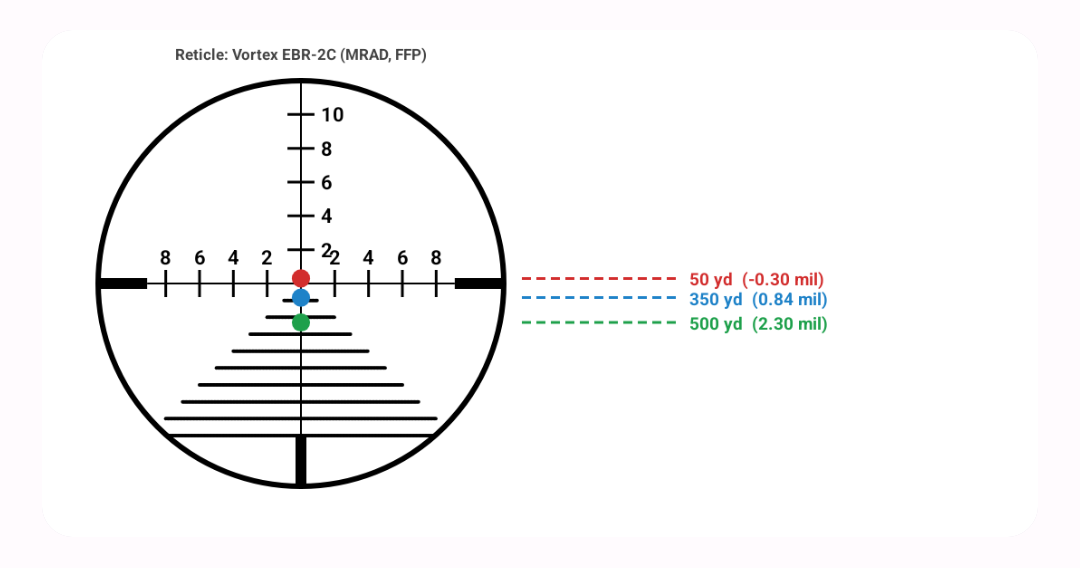 Reticle: Vortex EBR-2C (MRAD, FFP)
10
8
6
4
2
8 6 4 2 2 4 6 8
50 yd (-0.30 mil)
350 yd (0.84 mil)
500 yd (2.30 mil)